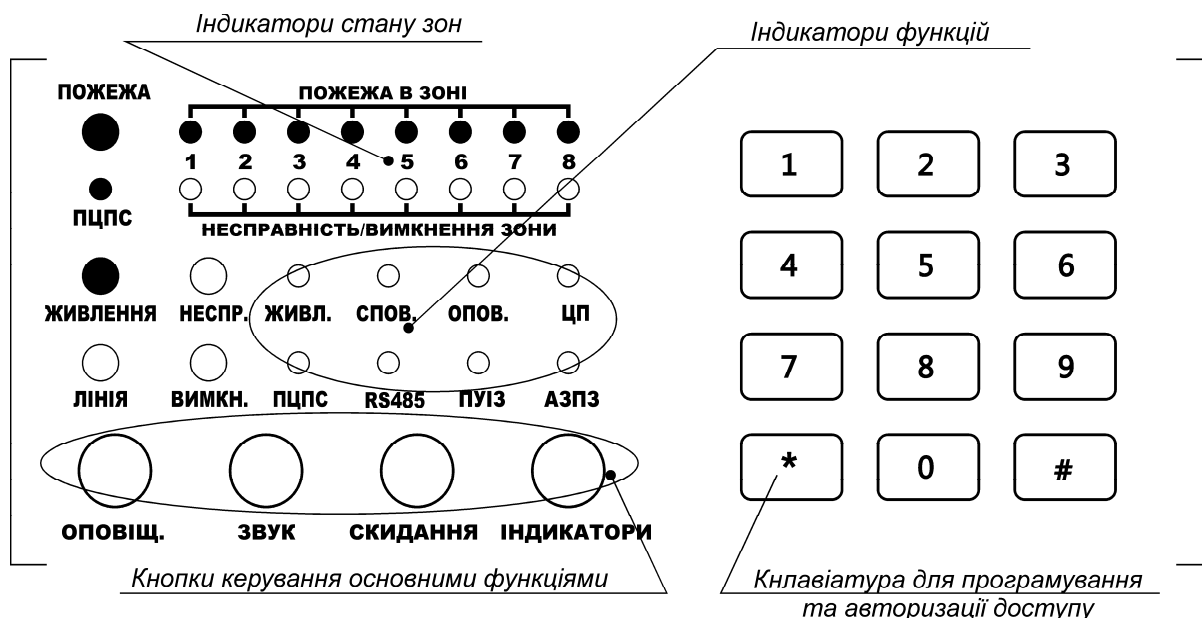 Індикатори стану зон
Індикатори функцій
ПОЖЕЖА
ПОЖЕЖА В ЗОНІ
1 2 3 4 5 6 7 8
ПЦПС
НЕСПРАВНІСТЬ/ВИМКНЕННЯ ЗОНИ
ЖИВЛЕННЯ НЕСПР. ЖИВЛ. СПОВ. ОПОВ. ЦП
ЛІНІЯ ВИМКН. ПЦПС RS485 ПУІЗ АЗПЗ
ОПОВІЩ. ЗВУК СКИДАННЯ ІНДИКАТОРИ
1 2 3
4 5 6
7 8 9
* 0 #
Кнопки керування основними функціями
Кнлавіатура для програмування
та авторизації доступу